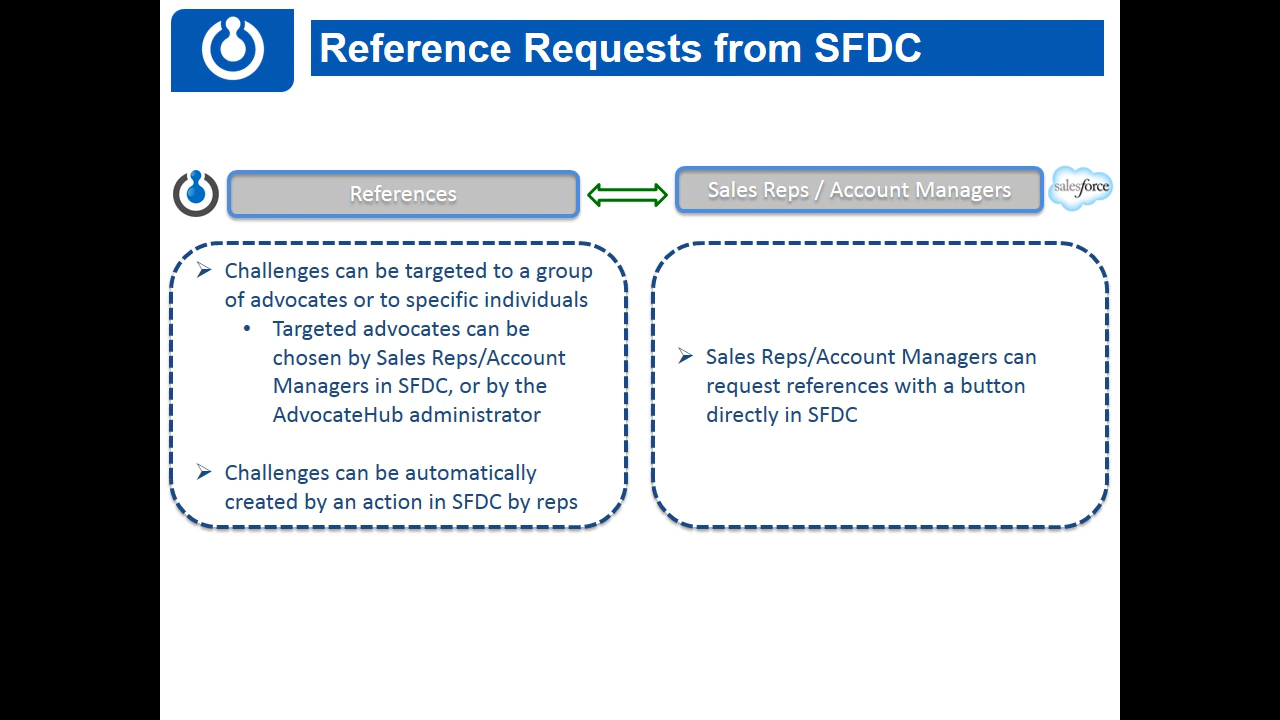 Reference Requests from SFDC
References
Sales Reps / Account Managers
salesforce
➢ Challenges can be targeted to a group
of advocates or to specific individuals
• Targeted advocates can be
chosen by Sales Reps/Account
Managers in SFDC, or by the
AdvocateHub administrator
➢ Challenges can be automatically
created by an action in SFDC by reps
➢ Sales Reps/Account Managers can
request references with a button
directly in SFDC